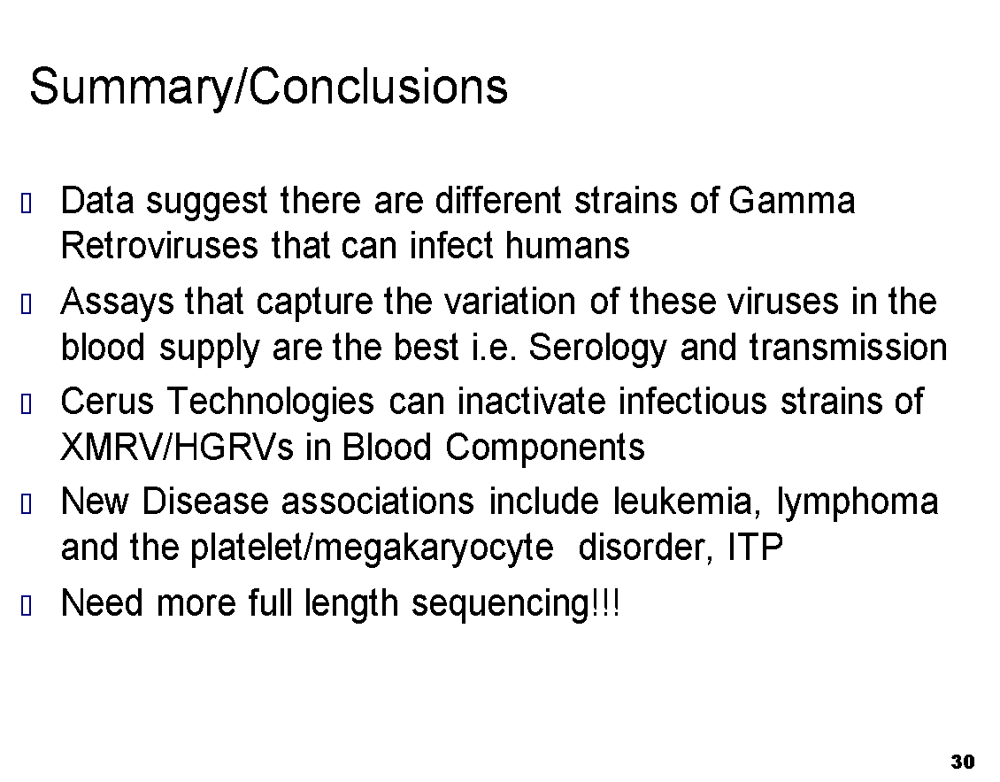 Summary/Conclusions
Data suggest there are different strains of Gamma
Retroviruses that can infect humans
Assays that capture the variation of these viruses in the
blood supply are the best i.e. Serology and transmission
Cerus Technologies can inactivate infectious strains of
XMRV/HGRVs in Blood Components
New Disease associations include leukemia, lymphoma
and the platelet/megakaryocyte disorder, ITP
Need more full length sequencing!!!
30